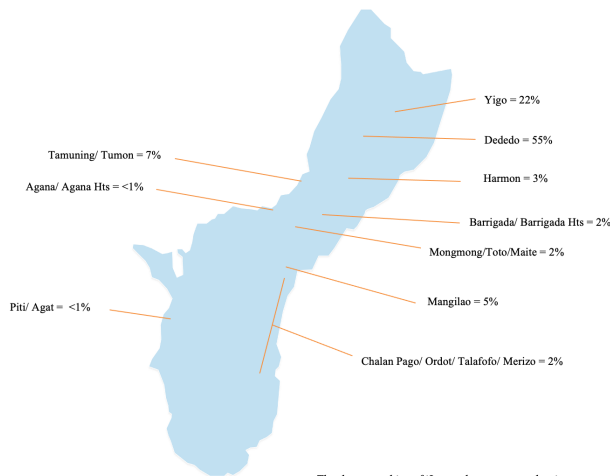 Yigo = 22%
Dededo = 55%
Tamuning/ Tumon = 7%
Harmon = 3%
Agana/ Agana Hts = <1%
Barrigada/ Barrigada Hts = 2%
Mongmong/Toto/Maite = 2%
Mangilao = 5%
Piti/ Agat = <1%
Chalan Pago/ Ordot/ Talafofo/ Merizo = 2%